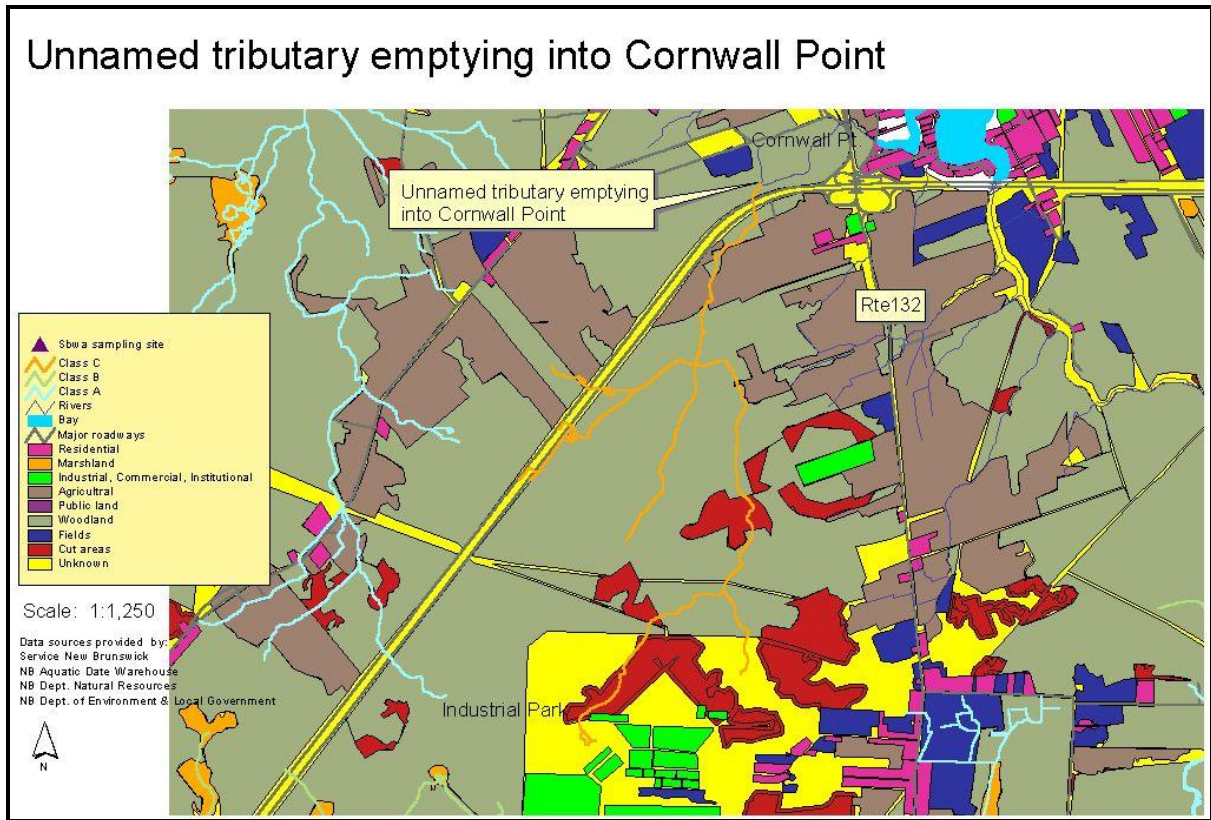 Unnamed tributary emptying into Cornwall Point
Cornwall Pt.
Unnamed tributary emptying
into Cornwall Point
Rte132
Sbwa sampling site
Class C
Class B
Class A
Rivers
Bay
Major roadways
Residential
Marshland
Industrial, Commercial, Institutional
Agricultral
Public land
Woodland
Fields
Cut areas
Unknown
Scale: 1:1,250
Data sources provided by:
Service New Brunswick
NB Aquatic Date Warehouse
NB Dept. Natural Resources
NB Dept. of Environment & Local Government
Industrial Park
N